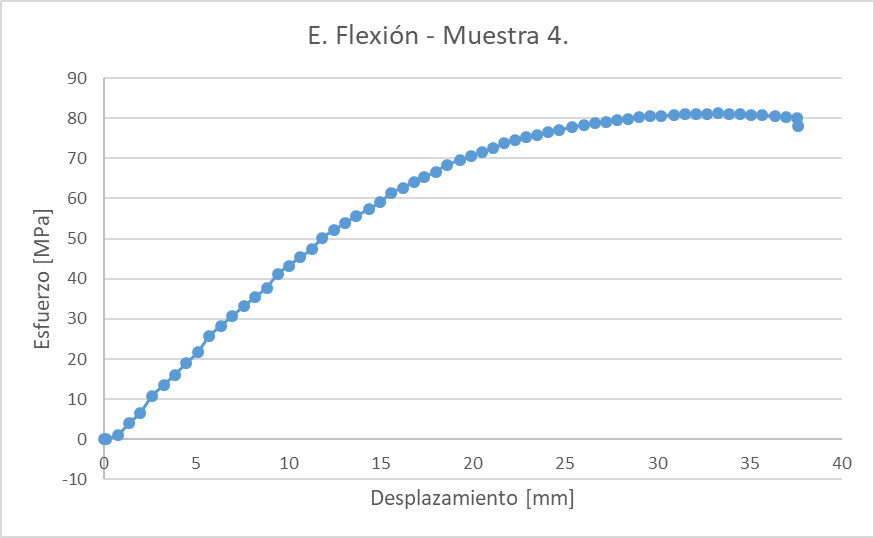 E. Flexión - Muestra 4.
90
80
70
60
50
40
30
20
10
0
-10
0 5 10 15 20 25 30 35 40
Esfuerzo [MPa]
Desplazamiento [mm]